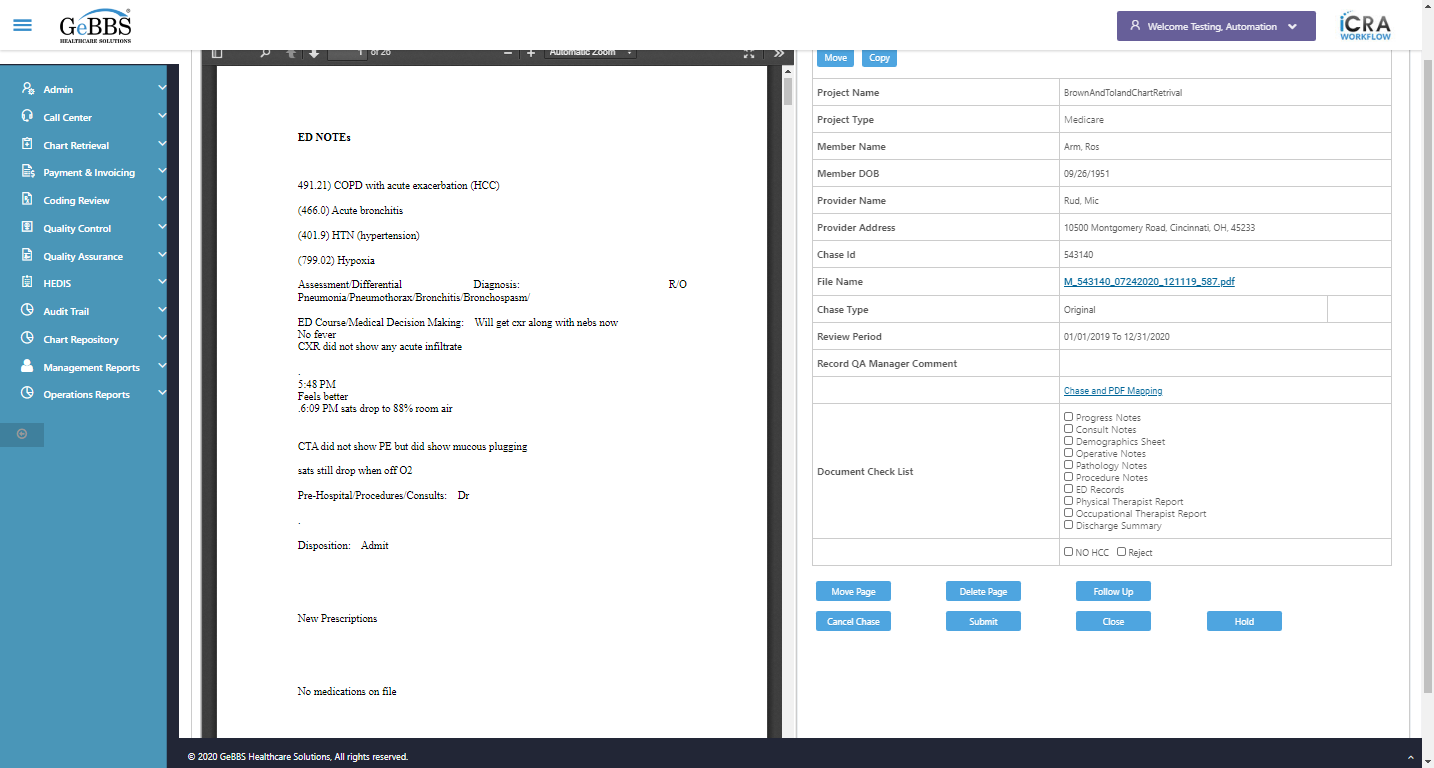 GeBBS
HEALTHCARE SOLUTIONS
Welcome Testing, Automation
iCRA
WORKFLOW
Admin
Call Center
Chart Retrieval
Payment & Invoicing
Coding Review
Quality Control
Quality Assurance
HEDIS
Audit Trail
Chart Repository
Management Reports
Operations Reports
1 of 26
Automatic Zoom
ED NOTEs
491.21) COPD with acute exacerbation (HCC)
(466.0) Acute bronchitis
(401.9) HTN (hypertension)
(799.02) Hypoxia
Assessment/Differential Diagnosis: R/O
Pneumonia/Pneumothorax/Bronchitis/Bronchospasm/
ED Course/Medical Decision Making: Will get cxr along with nebs now
No fever
CXR did not show any acute infiltrate
.
5:48 PM
Feels better
.6:09 PM sats drop to 88% room air
CTA did not show PE but did show mucous plugging
sats still drop when off O2
Pre-Hospital/Procedures/Consults: Dr
.
Disposition: Admit
New Prescriptions
No medications on file
Move Copy
Project Name BrownAndTolandChartRetrival
Project Type Medicare
Member Name Arm, Ros
Member DOB 09/26/1951
Provider Name Rud, Mic
Provider Address 10500 Montgomery Road, Cincinnati, OH, 45233
Chase Id 543140
File Name M_543140_07242020_121119_587.pdf
Chase Type Original
Review Period 01/01/2019 To 12/31/2020
Record QA Manager Comment
Chase and PDF Mapping
Document Check List
Progress Notes
Consult Notes
Demographics Sheet
Operative Notes
Pathology Notes
Procedure Notes
ED Records
Physical Therapist Report
Occupational Therapist Report
Discharge Summary
NO HCC Reject
Move Page Delete Page Follow Up
Cancel Chase Submit Close Hold
© 2020 GeBBS Healthcare Solutions, All rights reserved.